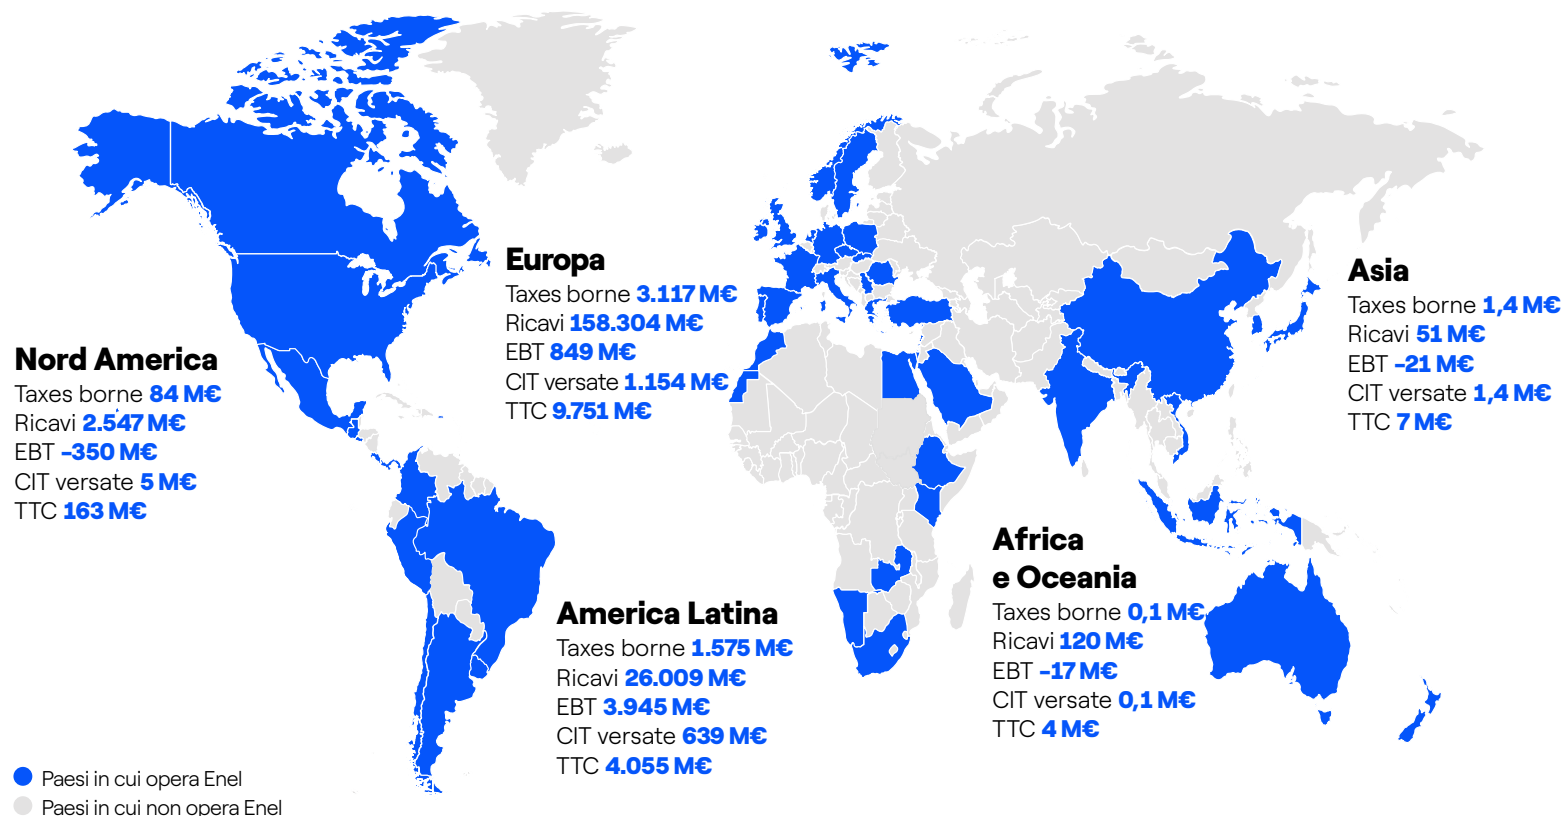 Europa
Taxes borne 3.117 M€
Ricavi 158.304 M€
EBT 849 M€
CIT versate 1.154 M€
TTC 9.751 M€
Asia
Taxes borne 1,4 M€
Ricavi 51 M€
EBT -21 M€
CIT versate 1,4 M€
TTC 7 M€
Nord America
Taxes borne 84 M€
Ricavi 2.547 M€
EBT -350 M€
CIT versate 5 M€
TTC 163 M€
Africa
e Oceania
Taxes borne 0,1 M€
Ricavi 120 M€
EBT -17 M€
CIT versate 0,1 M€
TTC 4 M€
America Latina
Taxes borne 1.575 M€
Ricavi 26.009 M€
EBT 3.945 M€
CIT versate 639 M€
TTC 4.055 M€
Paesi in cui opera Enel
Paesi in cui non opera Enel